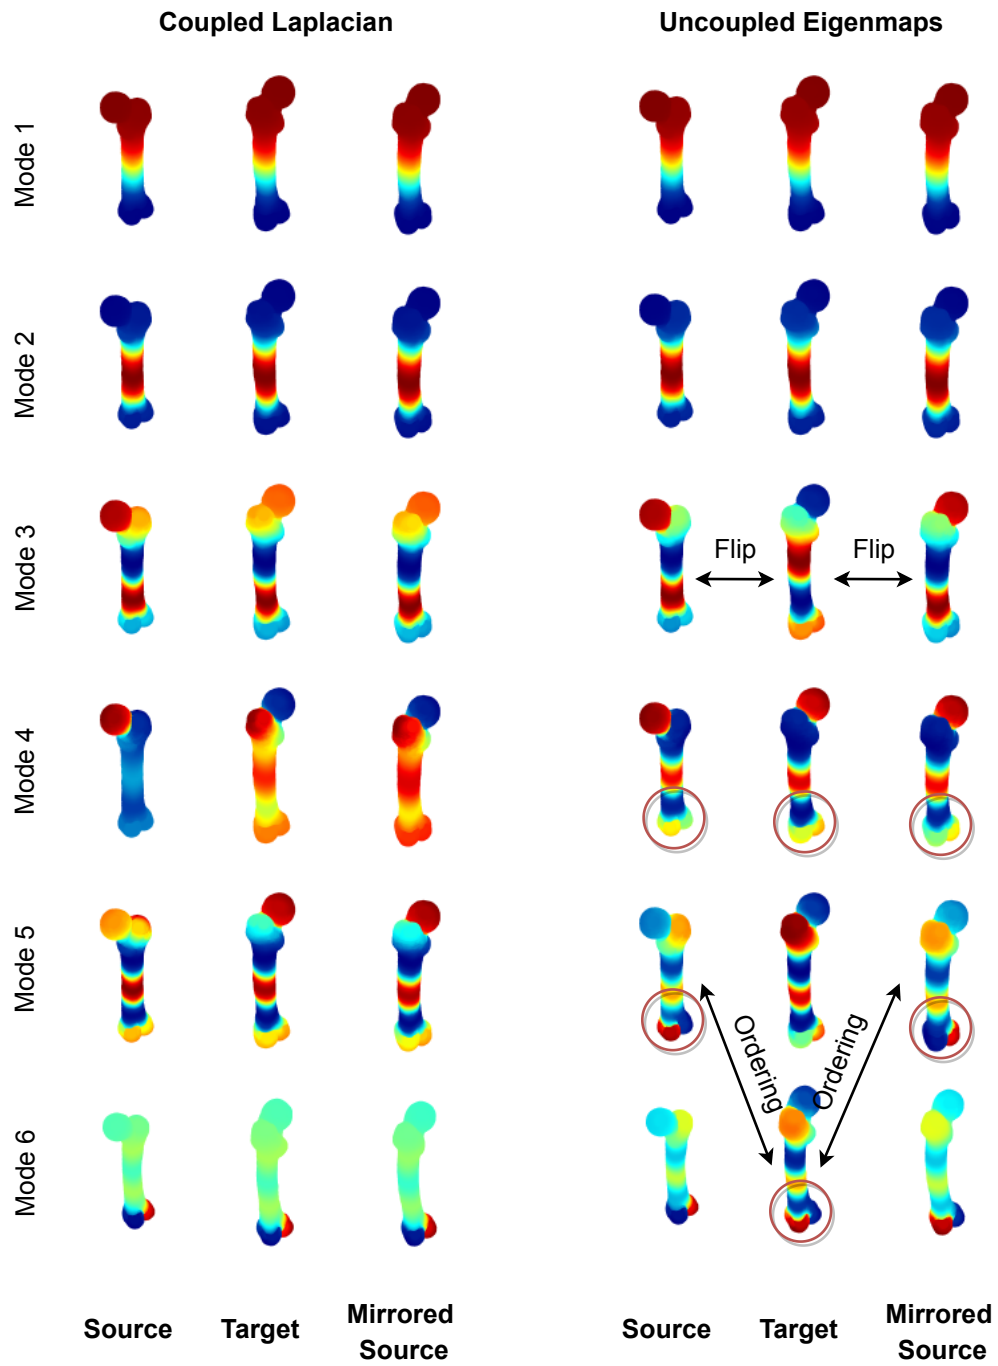 Coupled Laplacian
Uncoupled Eigenmaps
Mode 1
Mode 2
Mode 3
Flip
Flip
Mode 4
Mode 5
Ordering
Ordering
Mode 6
Source
Target
Mirrored
Source
Source
Target
Mirrored
Source